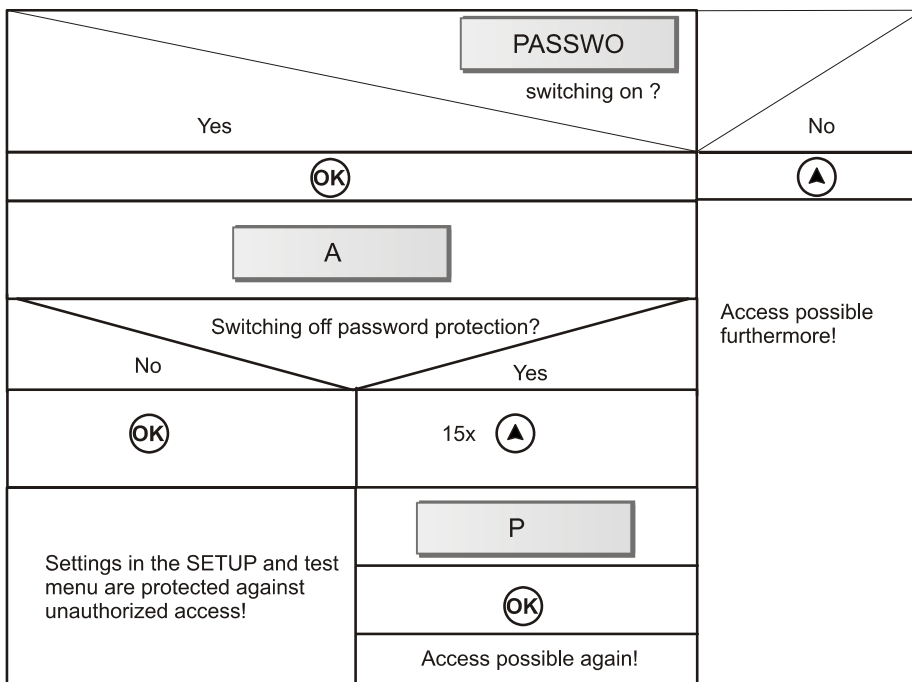 PASSWO
switching on ?
Yes
No
OK
A
Switching off password protection?
Access possible
furthermore!
No
Yes
OK
15x
P
Settings in the SETUP and test
menu are protected against
unauthorized access!
OK
Access possible again!